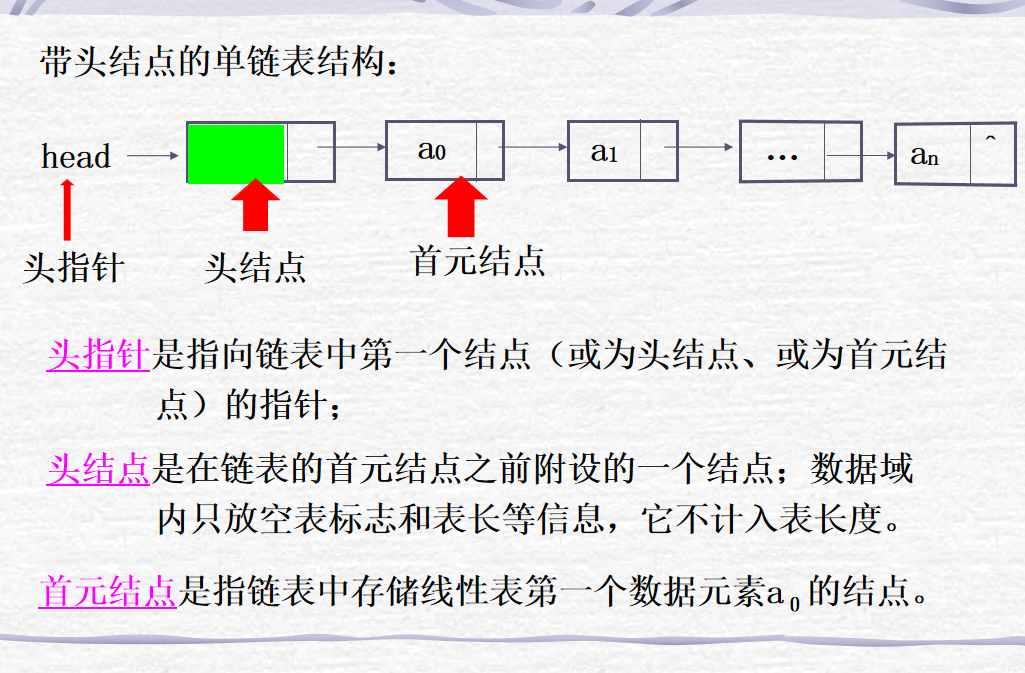 带头结点的单链表结构：
head a0 a1 … an ^
头指针 头结点 首元结点
头指针是指向链表中第一个结点（或为头结点、或为首元结
点）的指针；
头结点是在链表的首元结点之前附设的一个结点；数据域
内只放空表标志和表长等信息，它不计入表长度。
首元结点是指链表中存储线性表第一个数据元素a0的结点。